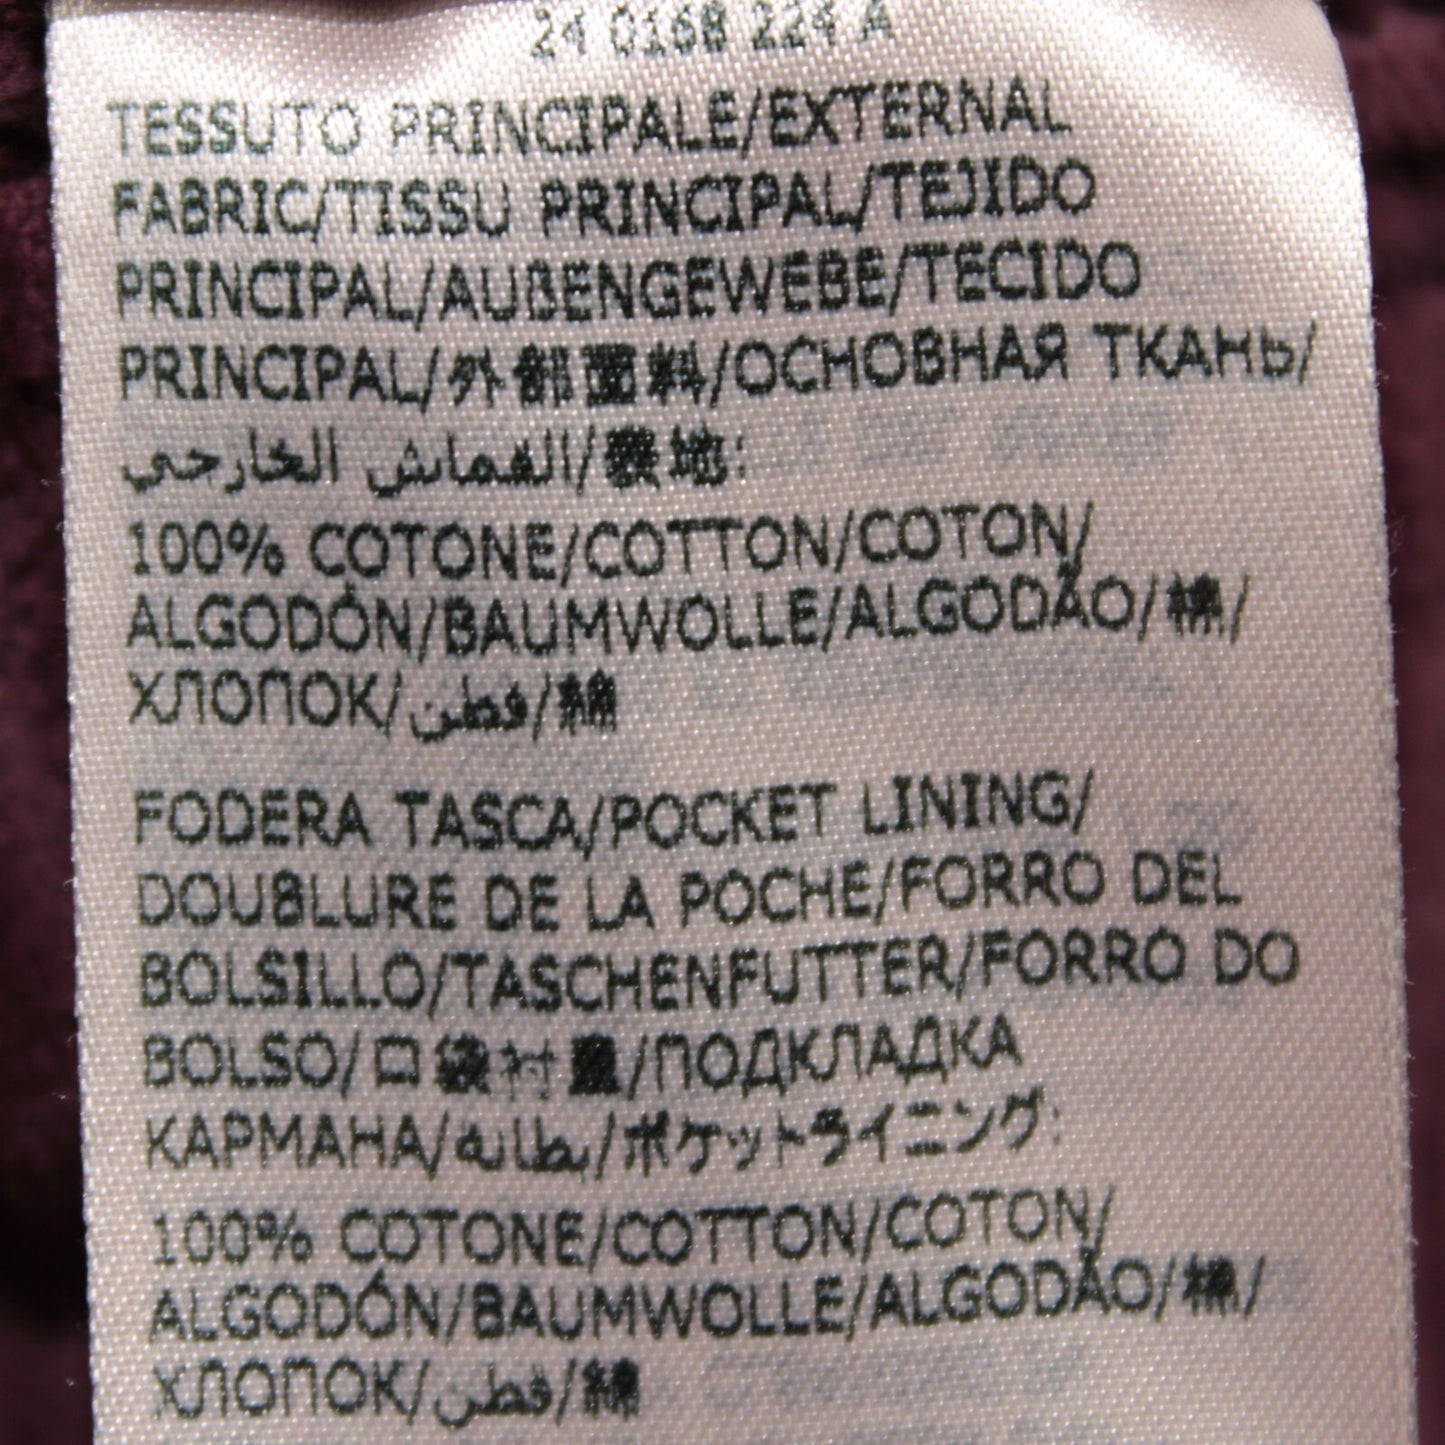 24 0168 224 A
TESSUTO PRINCIPALE/EXTERNAL
FABRIC/TISSU PRINCIPAL/TEJIDO
PRINCIPAL/AUßENGEWEBE/TECIDO
PRINCIPAL/外部面料/ОСНОВНАЯ ТКАНЬ/
القماش الخارجي/表地:
100% COTONE/COTTON/COTON/
ALGODÓN/BAUMWOLLE/ALGODÃO/棉/
ХЛОПОК/قطن/綿
FODERA TASCA/POCKET LINING/
DOUBLURE DE LA POCHE/FORRO DEL
BOLSILLO/TASCHENFUTTER/FORRO DO
BOLSO/口袋衬里/ПОДКЛАДКА
КАРМАНА/بطانه/ポケットライニング:
100% COTONE/COTTON/COTON/
ALGODÓN/BAUMWOLLE/ALGODÃO/棉/
ХЛОПОК/قطن/綿